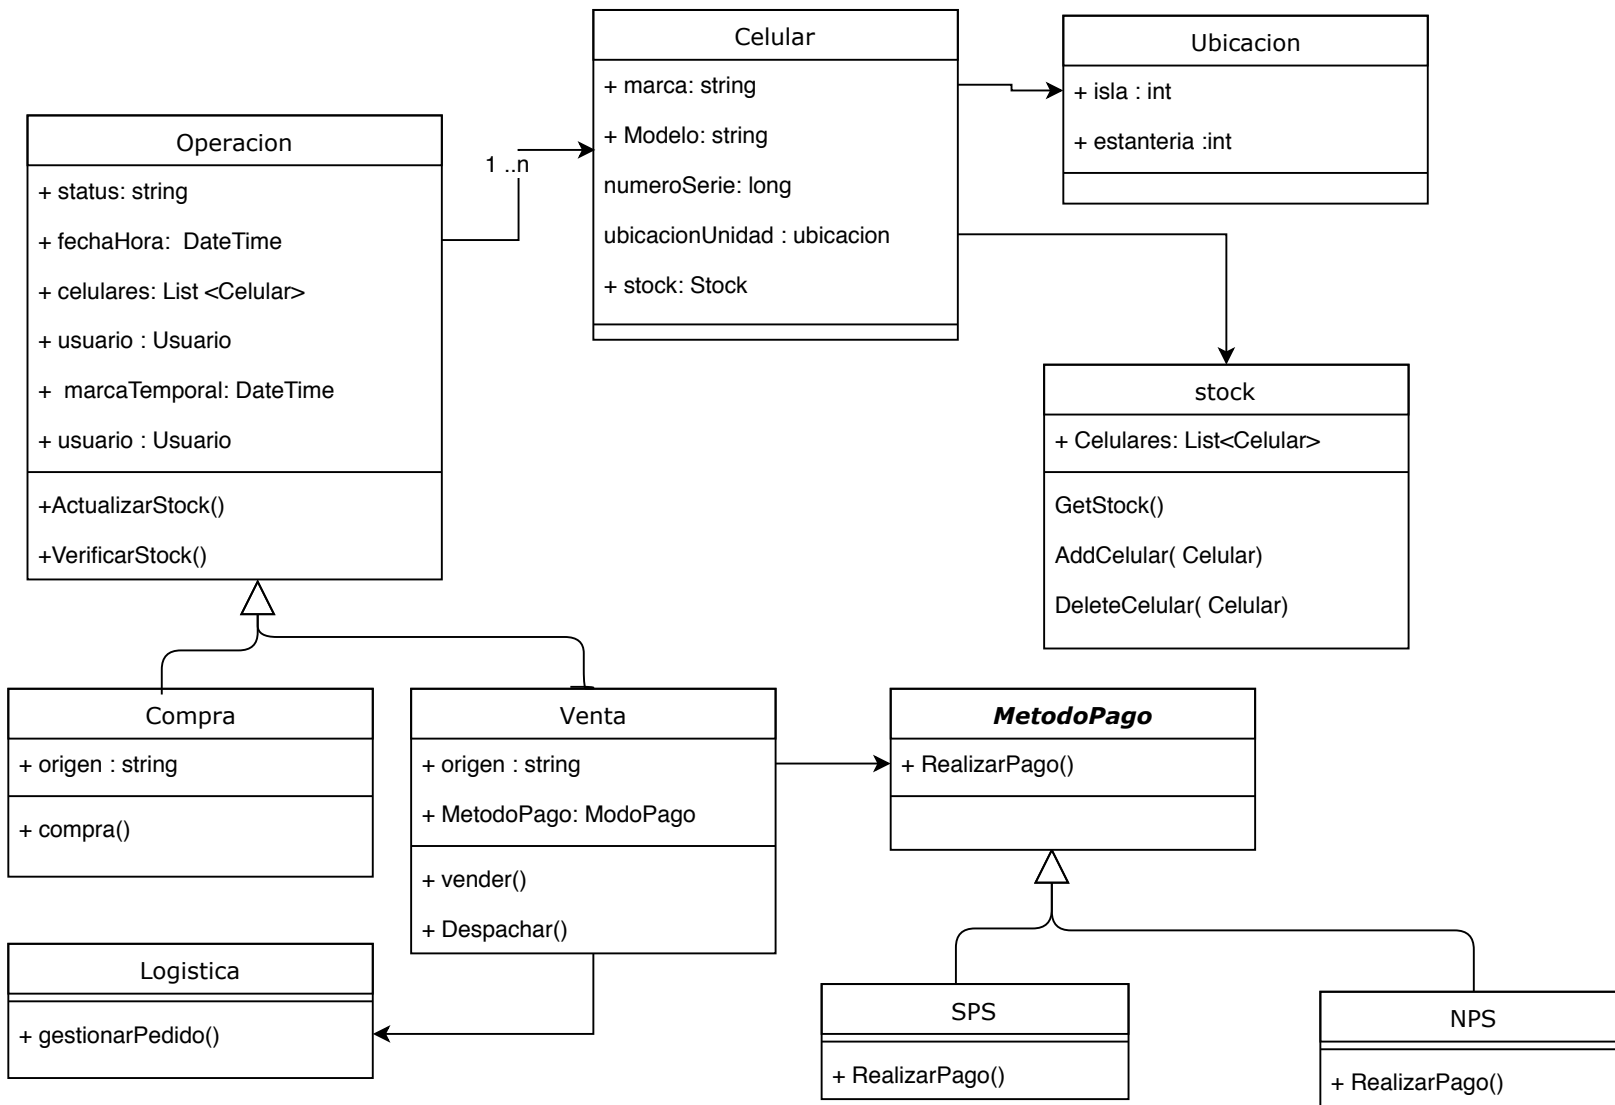 Celular
+ marca: string
+ Modelo: string
numeroSerie: long
ubicacionUnidad : ubicacion
+ stock: Stock
Ubicacion
+ isla : int
+ estanteria :int
Operacion
+ status: string
+ fechaHora: DateTime
+ celulares: List <Celular>
+ usuario : Usuario
+ marcaTemporal: DateTime
+ usuario : Usuario
+ActualizarStock()
+VerificarStock()
1 ..n
stock
+ Celulares: List<Celular>
GetStock()
AddCelular( Celular)
DeleteCelular( Celular)
Compra
+ origen : string
+ compra()
Venta
+ origen : string
+ MetodoPago: ModoPago
+ vender()
+ Despachar()
MetodoPago
+ RealizarPago()
Logistica
+ gestionarPedido()
SPS
+ RealizarPago()
NPS
+ RealizarPago()